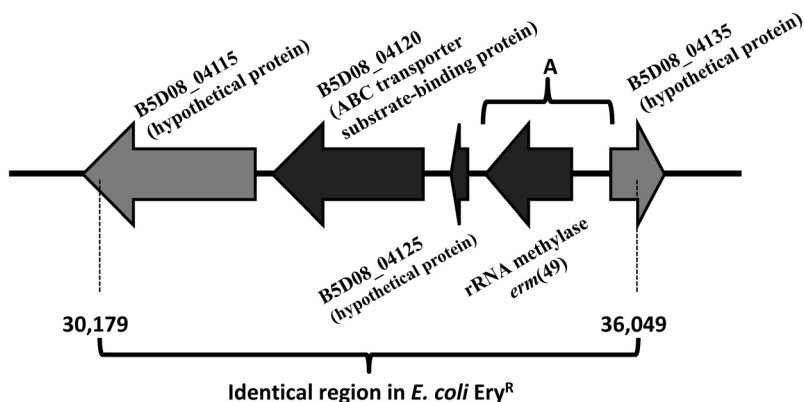 B5D08_04115
(hypothetical protein)
B5D08_04120
(ABC transporter
substrate-binding protein)
A
B5D08_04135
(hypothetical protein)
B5D08_04125
(hypothetical protein)
rRNA methylase
erm(49)
30,179
36,049
Identical region in E. coli Eryᴿ